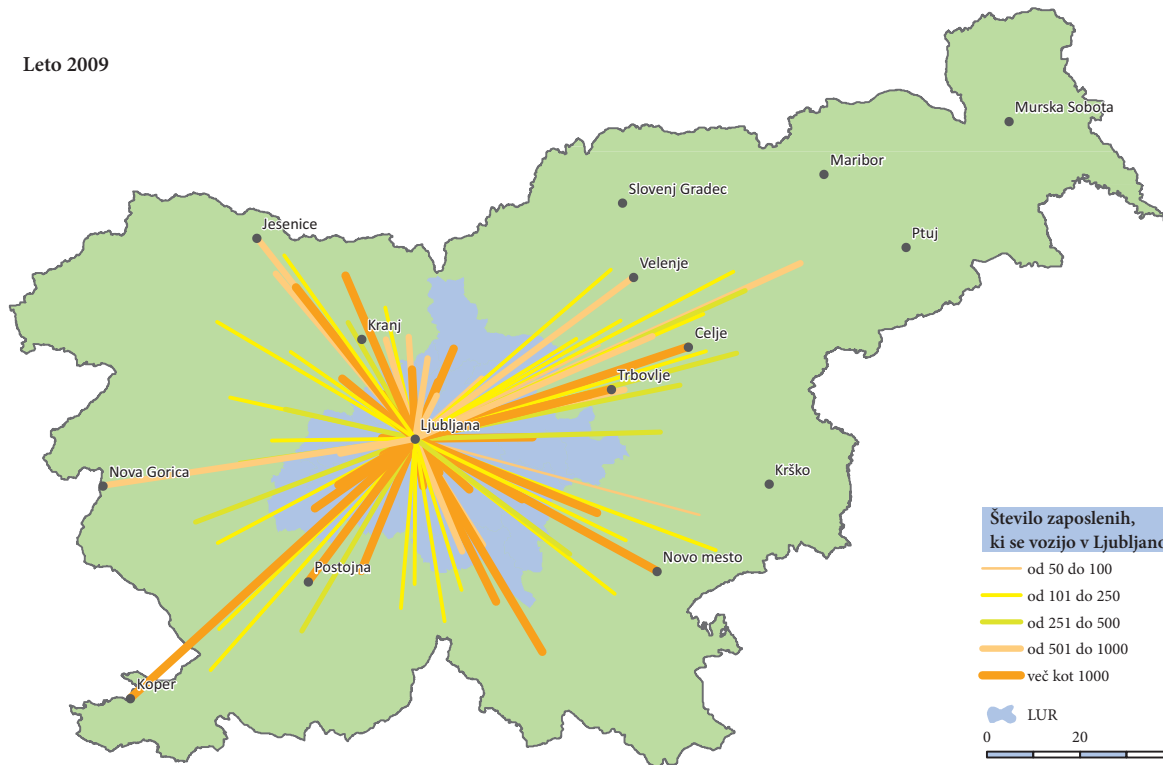 Leto 2009
Murska Sobota
Maribor
Slovenj Gradec
Jesenice
Ptuj
Velenje
Kranj
Celje
Trbovlje
Ljubljana
Nova Gorica
Krško
Postojna
Novo mesto
Koper
Število zaposlenih,
ki se vozijo v Ljubljano
od 50 do 100
od 101 do 250
od 251 do 500
od 501 do 1000
več kot 1000
LUR
0 20